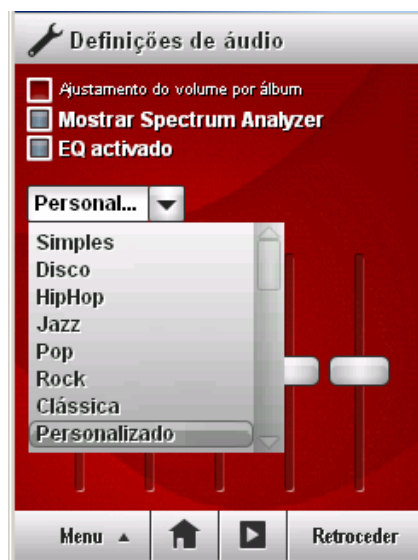 Definições de áudio
Ajustamento do volume por álbum
Mostrar Spectrum Analyzer
EQ activado
Personal...
Simples
Disco
HipHop
Jazz
Pop
Rock
Clássica
Personalizado
Menu
Retroceder